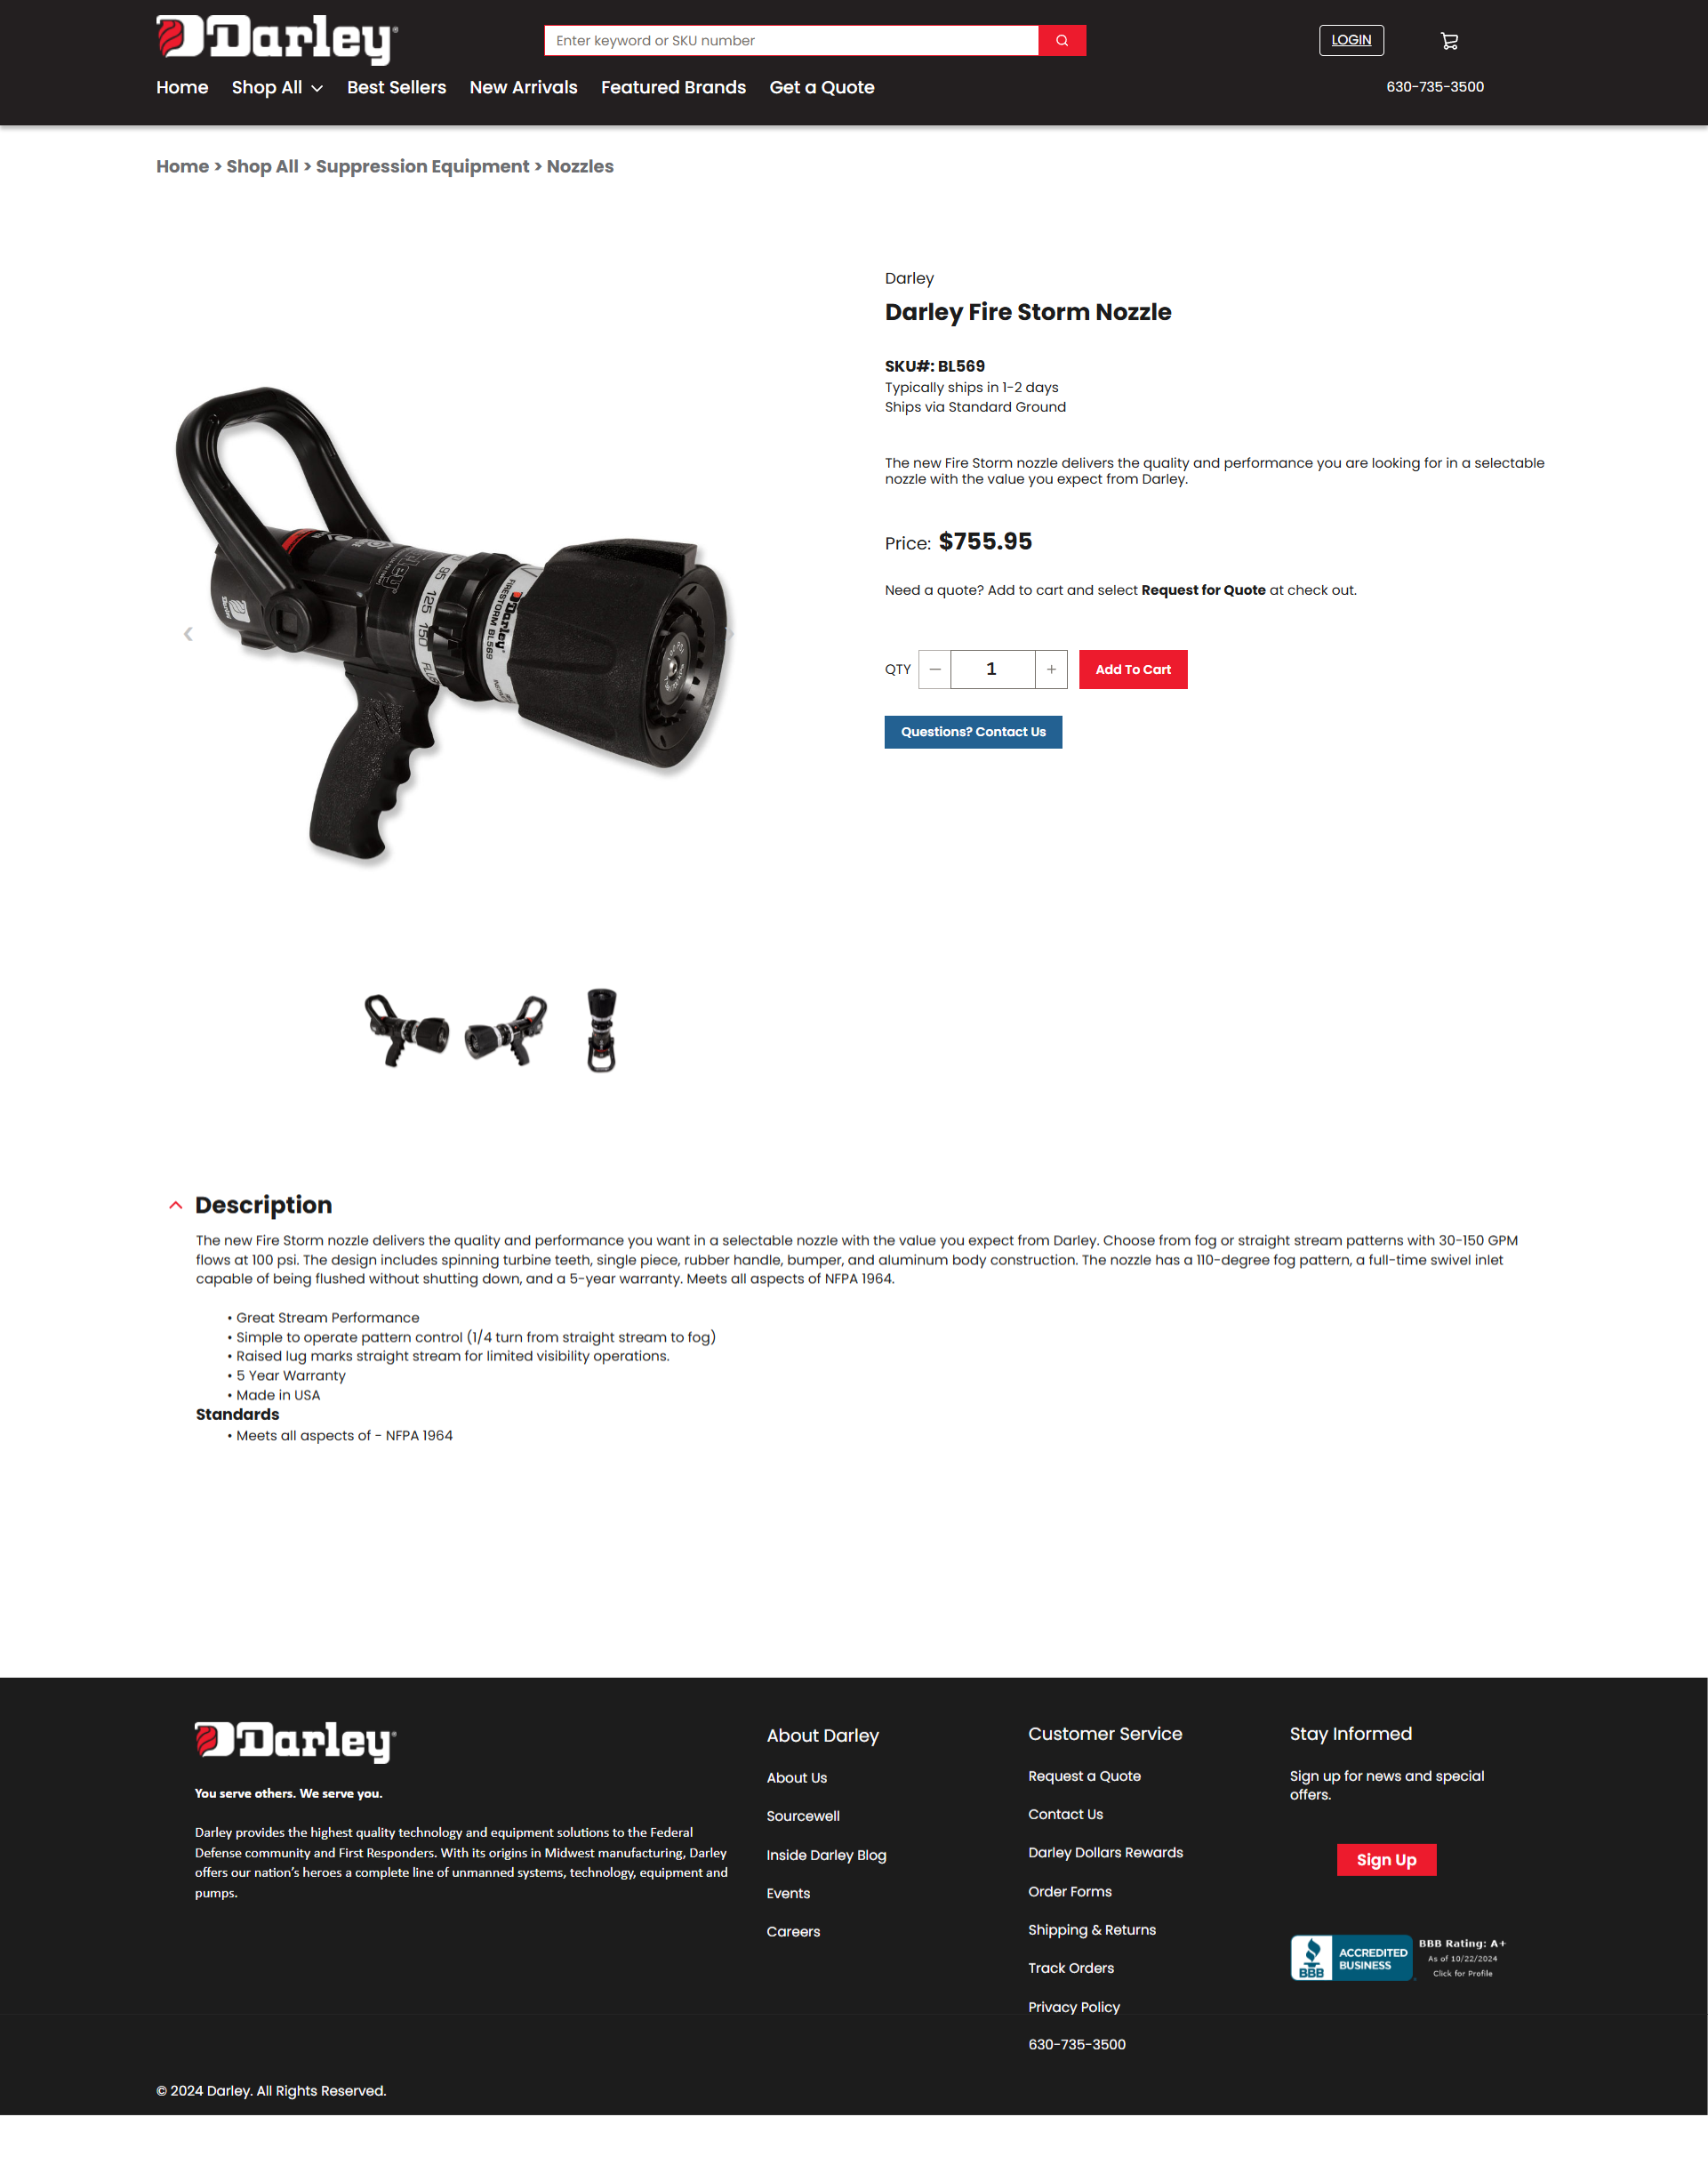 Darley
Enter keyword or SKU number
LOGIN
Home Shop All Best Sellers New Arrivals Featured Brands Get a Quote
630-735-3500
Home > Shop All > Suppression Equipment > Nozzles
Darley
Darley Fire Storm Nozzle
SKU#: BL569
Typically ships in 1-2 days
Ships via Standard Ground
The new Fire Storm nozzle delivers the quality and performance you are looking for in a selectable
nozzle with the value you expect from Darley.
Price: $755.95
Need a quote? Add to cart and select Request for Quote at check out.
QTY − 1 + Add To Cart
Questions? Contact Us
95 125 150
Darley
FIRESTORM BL569
Description
The new Fire Storm nozzle delivers the quality and performance you want in a selectable nozzle with the value you expect from Darley. Choose from fog or straight stream patterns with 30-150 GPM
flows at 100 psi. The design includes spinning turbine teeth, single piece, rubber handle, bumper, and aluminum body construction. The nozzle has a 110-degree fog pattern, a full-time swivel inlet
capable of being flushed without shutting down, and a 5-year warranty. Meets all aspects of NFPA 1964.
• Great Stream Performance
• Simple to operate pattern control (1/4 turn from straight stream to fog)
• Raised lug marks straight stream for limited visibility operations.
• 5 Year Warranty
• Made in USA
Standards
• Meets all aspects of - NFPA 1964
Darley
You serve others. We serve you.
Darley provides the highest quality technology and equipment solutions to the Federal
Defense community and First Responders. With its origins in Midwest manufacturing, Darley
offers our nation's heroes a complete line of unmanned systems, technology, equipment and
pumps.
About Darley
About Us
Sourcewell
Inside Darley Blog
Events
Careers
Customer Service
Request a Quote
Contact Us
Darley Dollars Rewards
Order Forms
Shipping & Returns
Track Orders
Privacy Policy
630-735-3500
Stay Informed
Sign up for news and special
offers.
Sign Up
BBB
ACCREDITED
BUSINESS
BBB Rating: A+
As of 10/22/2024
Click for Profile
© 2024 Darley. All Rights Reserved.